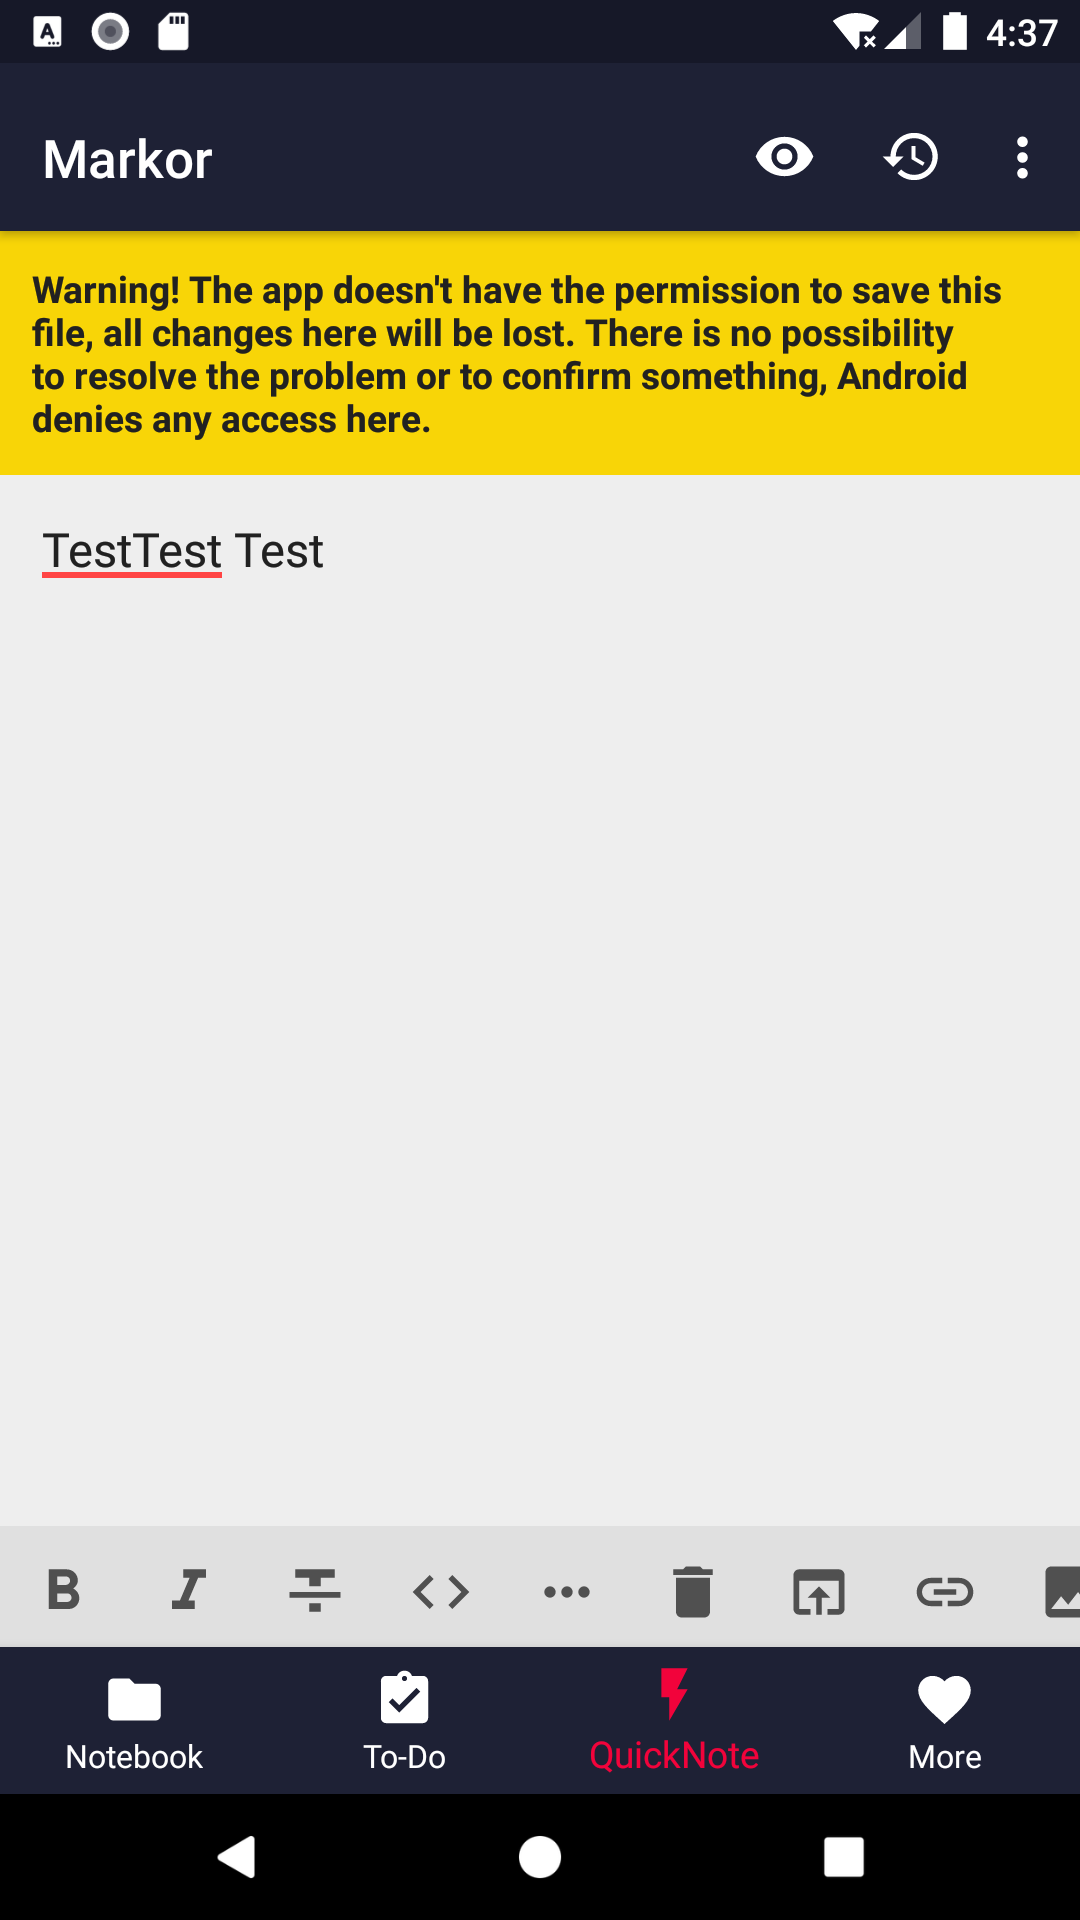 4:37
Markor
Warning! The app doesn't have the permission to save this
file, all changes here will be lost. There is no possibility
to resolve the problem or to confirm something, Android
denies any access here.
TestTest Test
Notebook
To-Do
QuickNote
More